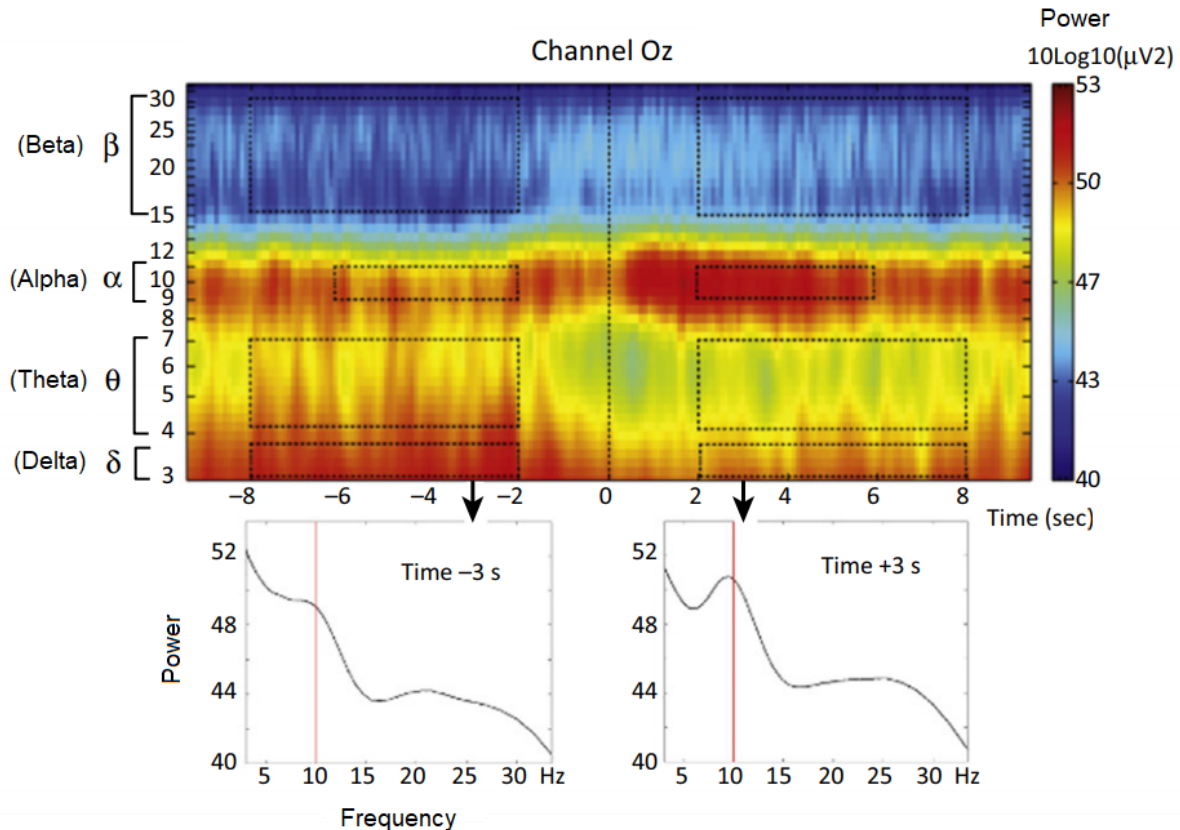 Power
Channel Oz
10Log10(μV2)
53
50
47
43
40
(Beta) β
30
25
20
15
(Alpha) α
12
10
9
8
(Theta) θ
7
6
5
4
(Delta) δ
3
−8 −6 −4 −2 0 2 4 6 8
Time (sec)
Time −3 s
52
48
44
40
5 10 15 20 25 30 Hz
Power
Frequency
Time +3 s
52
48
44
40
5 10 15 20 25 30 Hz